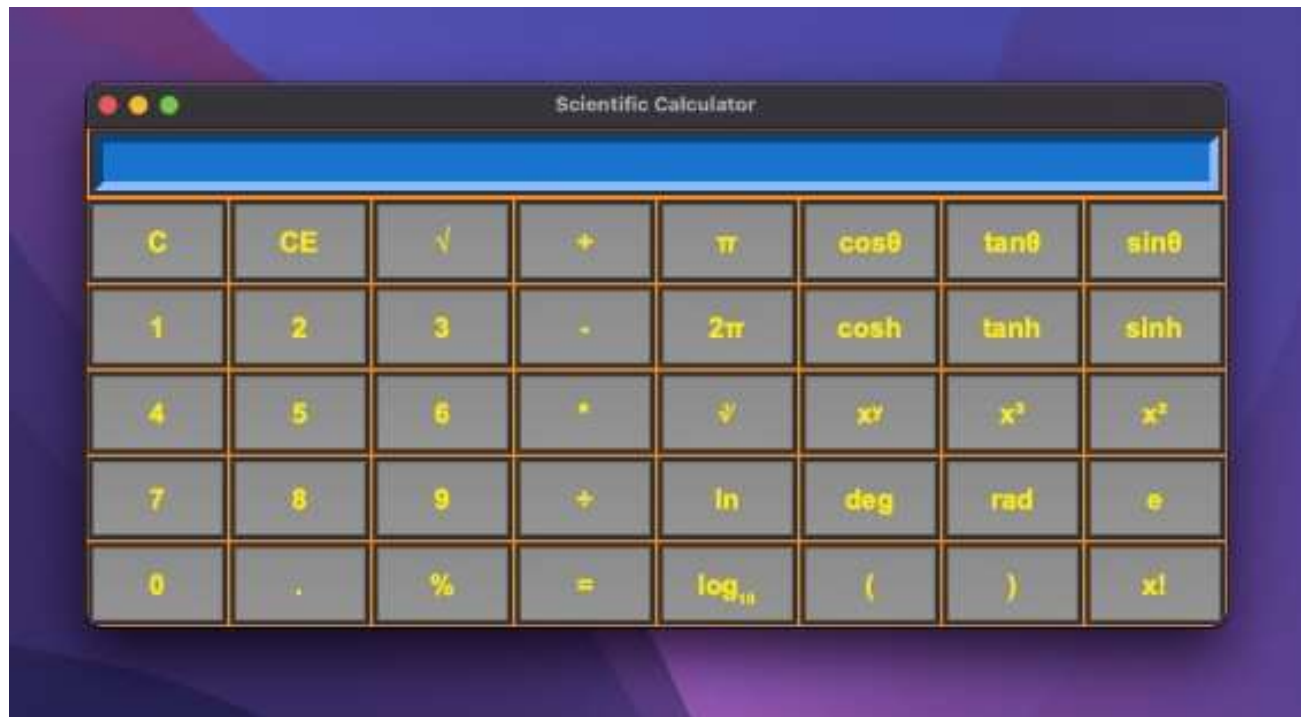 Scientific Calculator
C CE √ + π cosθ tanθ sinθ
1 2 3 - 2π cosh tanh sinh
4 5 6 * ∛ xʸ x³ x²
7 8 9 ÷ ln deg rad e
0 . % = log₁₀ ( ) x!